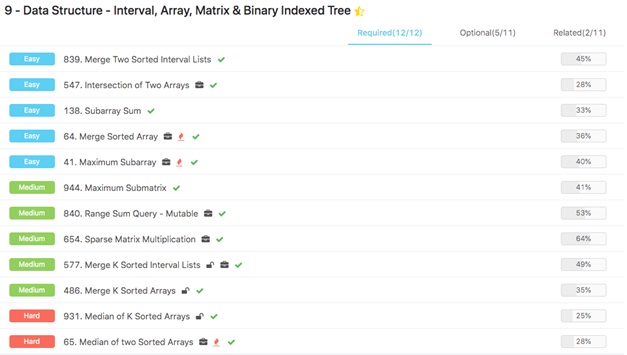 9 - Data Structure - Interval, Array, Matrix & Binary Indexed Tree
Required(12/12) Optional(5/11) Related(2/11)
Easy 839. Merge Two Sorted Interval Lists 45%
Easy 547. Intersection of Two Arrays 28%
Easy 138. Subarray Sum 33%
Easy 64. Merge Sorted Array 36%
Easy 41. Maximum Subarray 40%
Medium 944. Maximum Submatrix 41%
Medium 840. Range Sum Query - Mutable 53%
Medium 654. Sparse Matrix Multiplication 64%
Medium 577. Merge K Sorted Interval Lists 49%
Medium 486. Merge K Sorted Arrays 35%
Hard 931. Median of K Sorted Arrays 25%
Hard 65. Median of two Sorted Arrays 28%